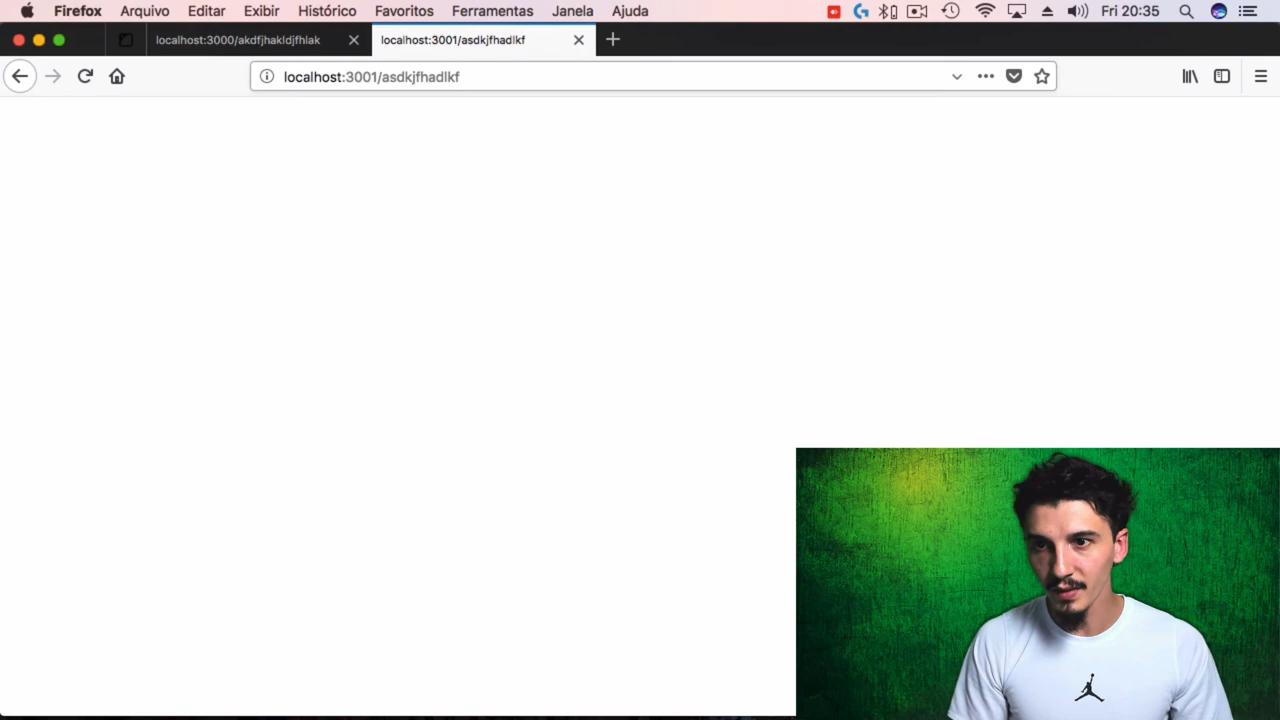 Firefox Arquivo Editar Exibir Histórico Favoritos Ferramentas Janela Ajuda Fri 20:35
localhost:3000/akdfjhakldjfhlak localhost:3001/asdkjfhadlkf
localhost:3001/asdkjfhadlkf